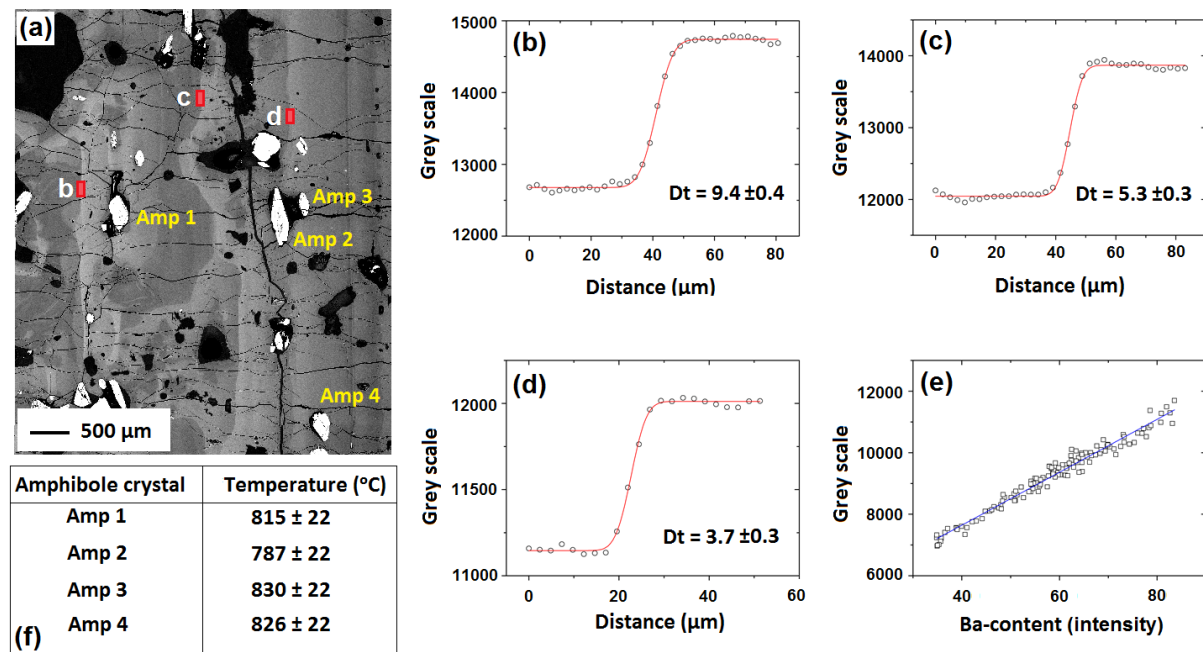 (a)
b
c
d
Amp 1
Amp 2
Amp 3
Amp 4
500 µm
(b)
Grey scale
15000
14000
13000
12000
0 20 40 60 80
Dt = 9.4 ±0.4
Distance (µm)
(c)
Grey scale
14000
13000
12000
0 20 40 60 80
Dt = 5.3 ±0.3
Distance (µm)
(d)
Grey scale
12000
11500
11000
0 20 40 60
Dt = 3.7 ±0.3
Distance (µm)
(e)
Grey scale
12000
10000
8000
6000
40 60 80
Ba-content (intensity)
Amphibole crystal Temperature (°C)
Amp 1 815 ± 22
Amp 2 787 ± 22
Amp 3 830 ± 22
Amp 4 826 ± 22
(f)